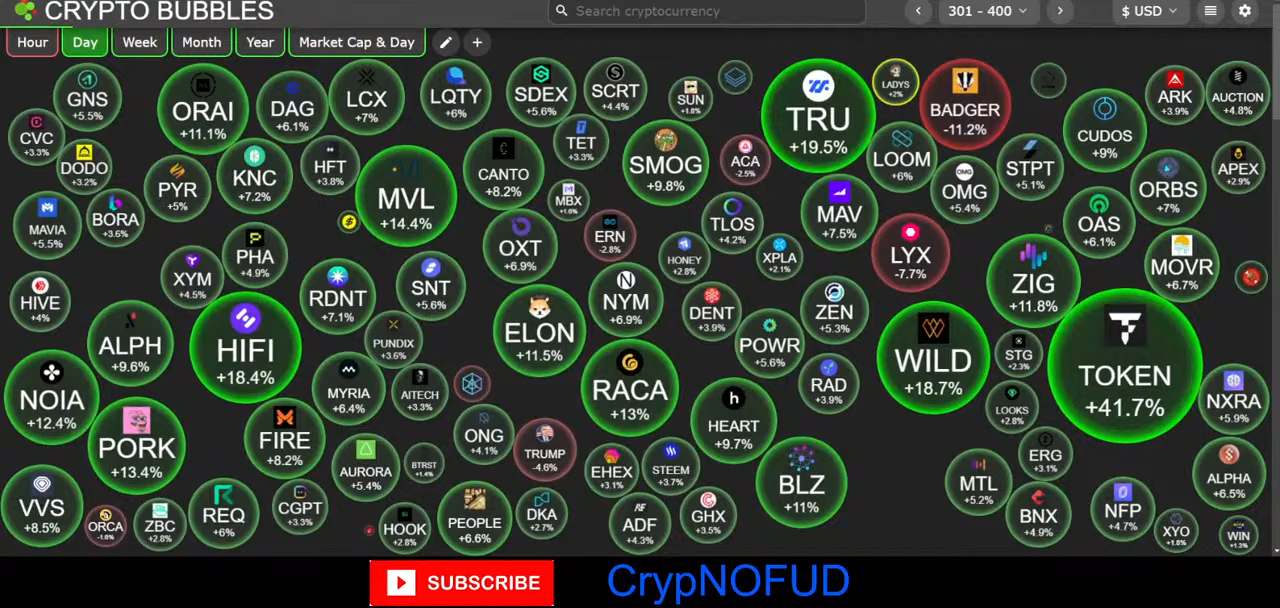 CRYPTO BUBBLES
Search cryptocurrency
301 - 400
$ USD
Hour
Day
Week
Month
Year
Market Cap & Day
GNS
+5.5%
CVC
+3.3%
DODO
+3.2%
ORAI
+11.1%
DAG
+6.1%
LCX
+7%
LQTY
+6%
SDEX
+5.6%
SCRT
+4.4%
SUN
+1.8%
TRU
+19.5%
LADYS
+2%
BADGER
-11.2%
ARK
+3.9%
AUCTION
+4.8%
CUDOS
+9%
TET
+3.3%
SMOG
+9.8%
ACA
-2.5%
LOOM
+6%
OMG
+5.4%
STPT
+5.1%
ORBS
+7%
APEX
+2.9%
PYR
+5%
KNC
+7.2%
HFT
+3.8%
MVL
+14.4%
CANTO
+8.2%
MBX
MAVIA
+5.5%
BORA
+3.6%
PHA
+4.9%
OXT
+6.9%
ERN
-2.8%
TLOS
+4.2%
MAV
+7.5%
LYX
-7.7%
OAS
+6.1%
MOVR
+6.7%
XYM
+4.5%
HONEY
+2.8%
XPLA
+2.1%
ZIG
+11.8%
HIVE
+4%
RDNT
+7.1%
SNT
+5.6%
NYM
+6.9%
DENT
+3.9%
ZEN
+5.3%
ALPH
+9.6%
HIFI
+18.4%
PUNDIX
+3.6%
ELON
+11.5%
POWR
+5.6%
WILD
+18.7%
STG
+2.3%
TOKEN
+41.7%
NOIA
+12.4%
MYRIA
+6.4%
AITECH
+3.3%
RACA
+13%
RAD
+3.9%
LOOKS
+2.8%
NXRA
+5.9%
PORK
+13.4%
FIRE
+8.2%
ONG
+4.1%
TRUMP
-4.6%
HEART
+9.7%
ERG
+3.1%
AURORA
+5.4%
BTRST
+1.4%
EHEX
+3.1%
STEEM
+3.7%
BLZ
+11%
MTL
+5.2%
ALPHA
+6.5%
VVS
+8.5%
ORCA
ZBC
+2.8%
REQ
+6%
CGPT
+3.3%
HOOK
+2.8%
PEOPLE
+6.6%
DKA
+2.7%
ADF
+4.3%
GHX
+3.5%
BNX
+4.9%
NFP
+4.7%
XYO
+1.8%
WIN
+1.3%
SUBSCRIBE
CrypNOFUD